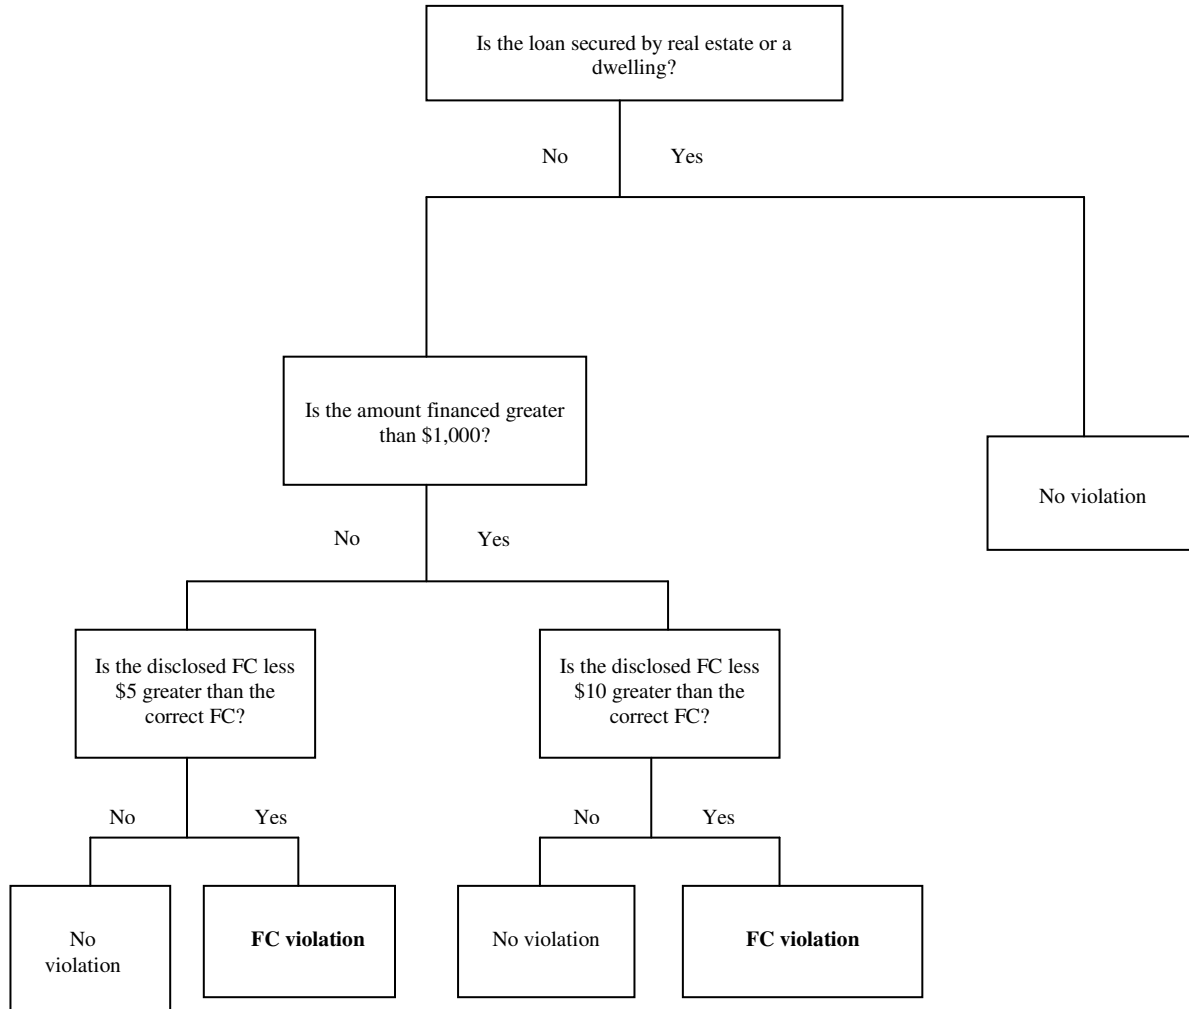 Is the loan secured by real estate or a
dwelling?
No
Yes
Is the amount financed greater
than $1,000?
No violation
No
Yes
Is the disclosed FC less
$5 greater than the
correct FC?
Is the disclosed FC less
$10 greater than the
correct FC?
No
Yes
No
Yes
No
violation
FC violation
No violation
FC violation